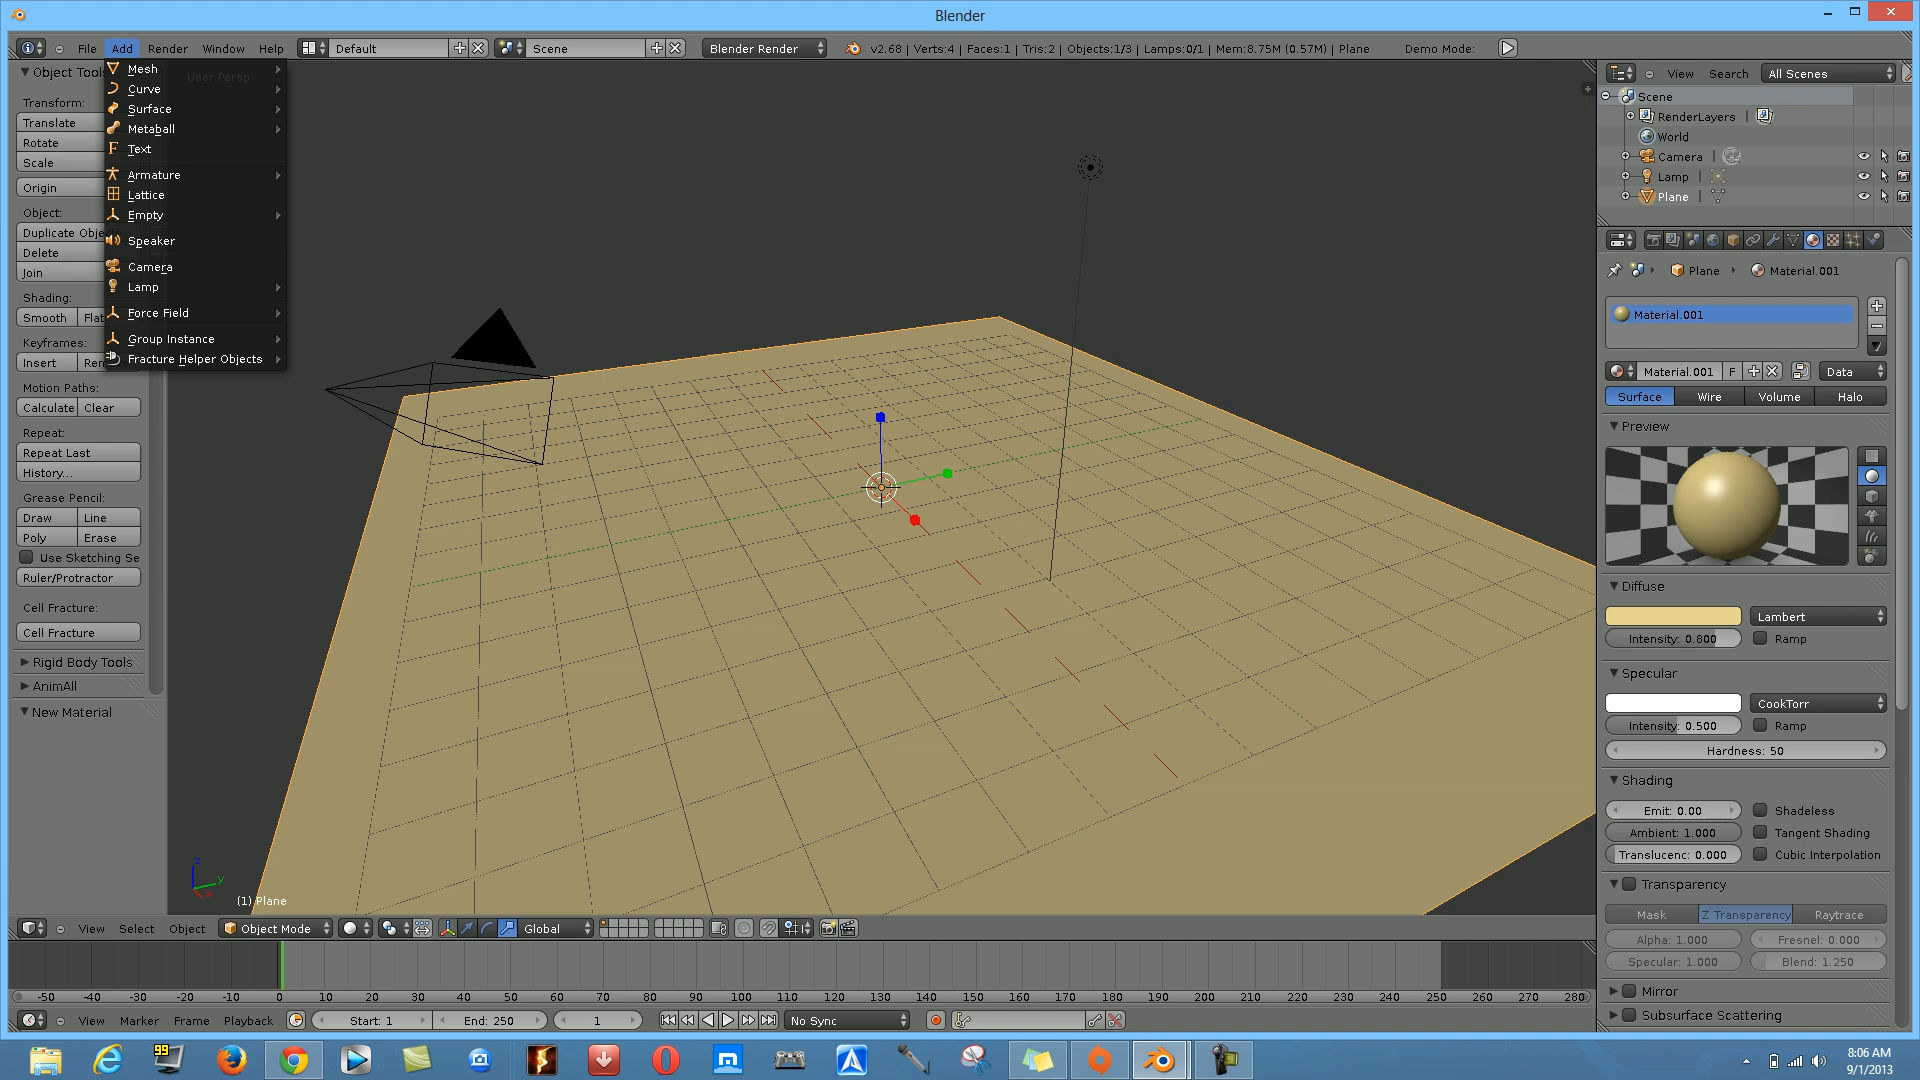 Blender
File Add Render Window Help Default Scene Blender Render v2.68 | Verts:4 | Faces:1 | Tris:2 | Objects:1/3 | Lamps:0/1 | Mem:8.75M (0.57M) | Plane Demo Mode:
Object Tools
Transform:
Translate
Rotate
Scale
Origin
Object:
Duplicate Obje
Delete
Join
Shading:
Smooth Flat
Keyframes:
Insert Rem
Motion Paths:
Calculate Clear
Repeat:
Repeat Last
History...
Grease Pencil:
Draw Line
Poly Erase
Use Sketching Se
Ruler/Protractor
Cell Fracture:
Cell Fracture
Rigid Body Tools
AnimAll
New Material
Mesh
Curve
Surface
Metaball
Text
Armature
Lattice
Empty
Speaker
Camera
Lamp
Force Field
Group Instance
Fracture Helper Objects
User Persp
z
y
x
(1) Plane
View Search All Scenes
Scene
RenderLayers
World
Camera
Lamp
Plane
Plane Material.001
Material.001
Material.001 F Data
Surface Wire Volume Halo
Preview
Diffuse
Lambert
Intensity: 0.800 Ramp
Specular
CookTorr
Intensity: 0.500 Ramp
Hardness: 50
Shading
Emit: 0.00 Shadeless
Ambient: 1.000 Tangent Shading
Translucenc: 0.000 Cubic Interpolation
Transparency
Mask Z Transparency Raytrace
Alpha: 1.000 Fresnel: 0.000
Specular: 1.000 Blend: 1.250
Mirror
Subsurface Scattering
View Select Object Object Mode Global
-50 -40 -30 -20 -10 0 10 20 30 40 50 60 70 80 90 100 110 120 130 140 150 160 170 180 190 200 210 220 230 240 250 260 270 280
View Marker Frame Playback Start: 1 End: 250 1 No Sync
99
8:06 AM
9/1/2013